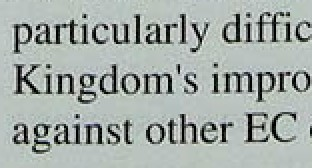 particularly diffic
Kingdom's impro
against other EC